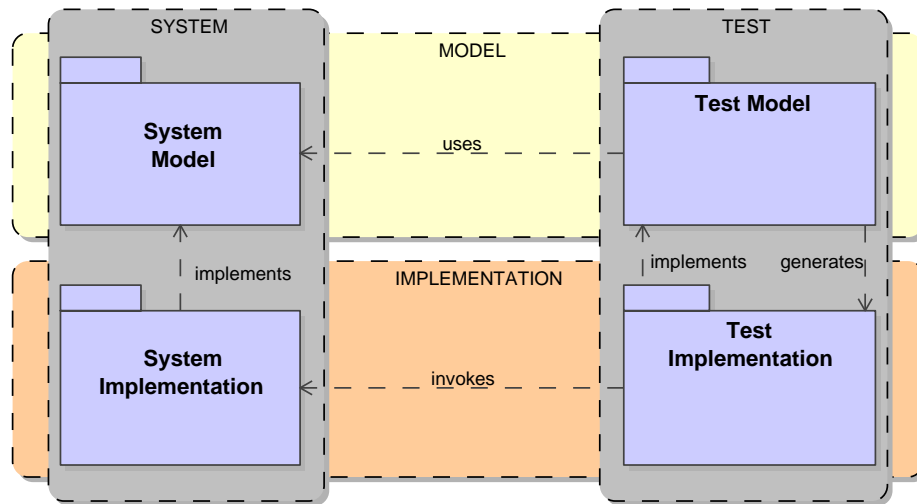 SYSTEM
TEST
MODEL
System
Model
Test Model
uses
implements
implements
generates
IMPLEMENTATION
System
Implementation
Test
Implementation
invokes